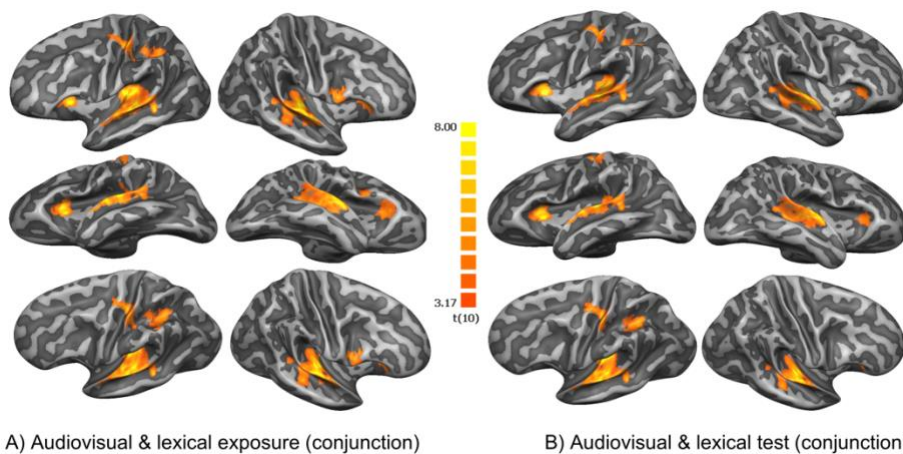 8.00
3.17
t(10)
A) Audiovisual & lexical exposure (conjunction)
B) Audiovisual & lexical test (conjunction